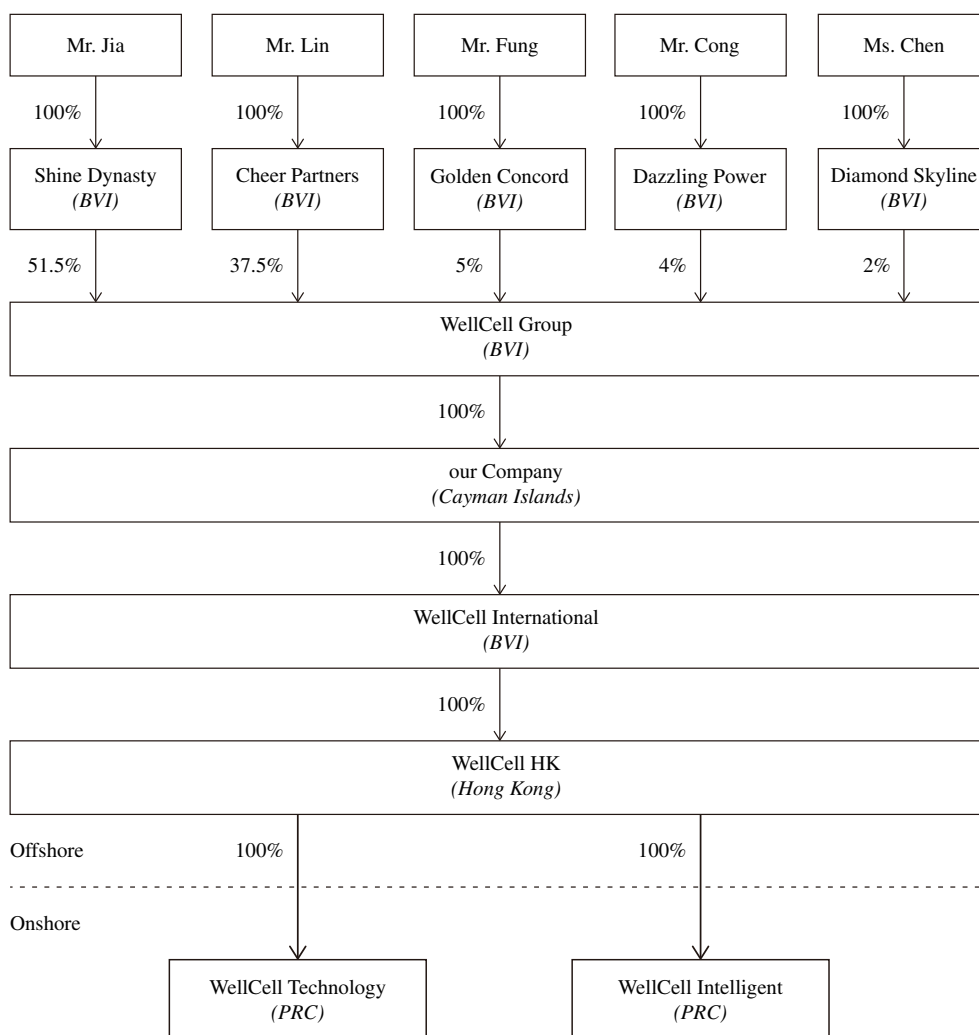 Mr. Jia
Mr. Lin
Mr. Fung
Mr. Cong
Ms. Chen
100%
100%
100%
100%
100%
Shine Dynasty
(BVI)
Cheer Partners
(BVI)
Golden Concord
(BVI)
Dazzling Power
(BVI)
Diamond Skyline
(BVI)
51.5%
37.5%
5%
4%
2%
WellCell Group
(BVI)
100%
our Company
(Cayman Islands)
100%
WellCell International
(BVI)
100%
WellCell HK
(Hong Kong)
Offshore
100%
100%
Onshore
WellCell Technology
(PRC)
WellCell Intelligent
(PRC)